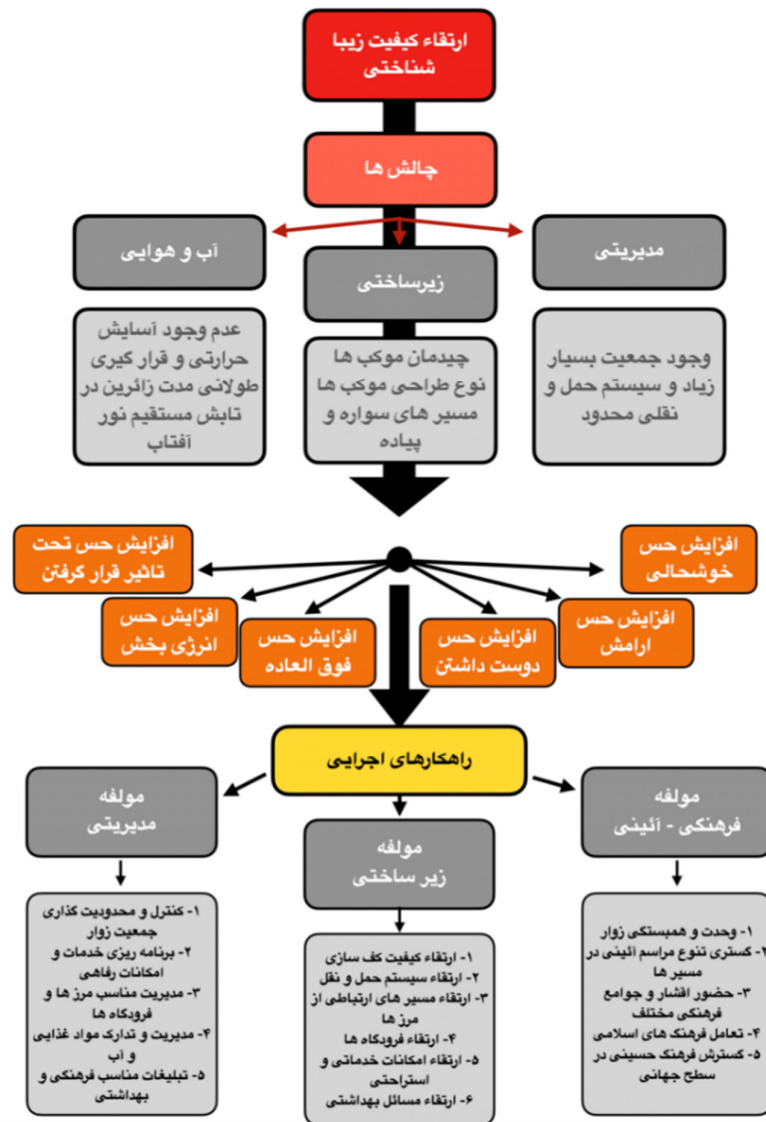 ارتقاء کیفیت زیبا
شناختی
چالش ها
مدیریتی
زیرساختی
آب و هوایی
وجود جمعیت بسیار
زیاد و سیستم حمل و
نقلی محدود
چیدمان موکب ها
نوع طراحی موکب ها
مسیر های سواره و
پیاده
عدم وجود آسایش
حرارتی و قرار گیری
طولانی مدت زائرین در
تابش مستقیم نور
آفتاب
افزایش حس
خوشحالی
افزایش حس
ارامش
افزایش حس
دوست داشتن
افزایش حس
فوق العاده
افزایش حس
انرژی بخش
افزایش حس تحت
تاثیر قرار گرفتن
راهکارهای اجرایی
مولفه
فرهنگی - آئینی
مولفه
زیر ساختی
مولفه
مدیریتی
۱- وحدت و همبستگی زوار
۲- گستری تنوع مراسم آئینی در
مسیر ها
۳- حضور اقشار و جوامع
فرهنگی مختلف
۴- تعامل فرهنگ های اسلامی
۵- گسترش فرهنگ حسینی در
سطح جهانی
۱- ارتقاء کیفیت کف سازی
۲- ارتقاء سیستم حمل و نقل
۳- ارتقاء مسیر های ارتباطی از
مرز ها
۴- ارتقاء فرودگاه ها
۵- ارتقاء امکانات خدماتی و
استراحتی
۶- ارتقاء مسائل بهداشتی
۱- کنترل و محدودیت گذاری
جمعیت زوار
۲- برنامه ریزی خدمات و
امکانات رفاهی
۳- مدیریت مناسب مرز ها و
فرودگاه ها
۴- مدیریت و تدارک مواد غذایی
و آب
۵- تبلیغات مناسب فرهنگی و
بهداشتی